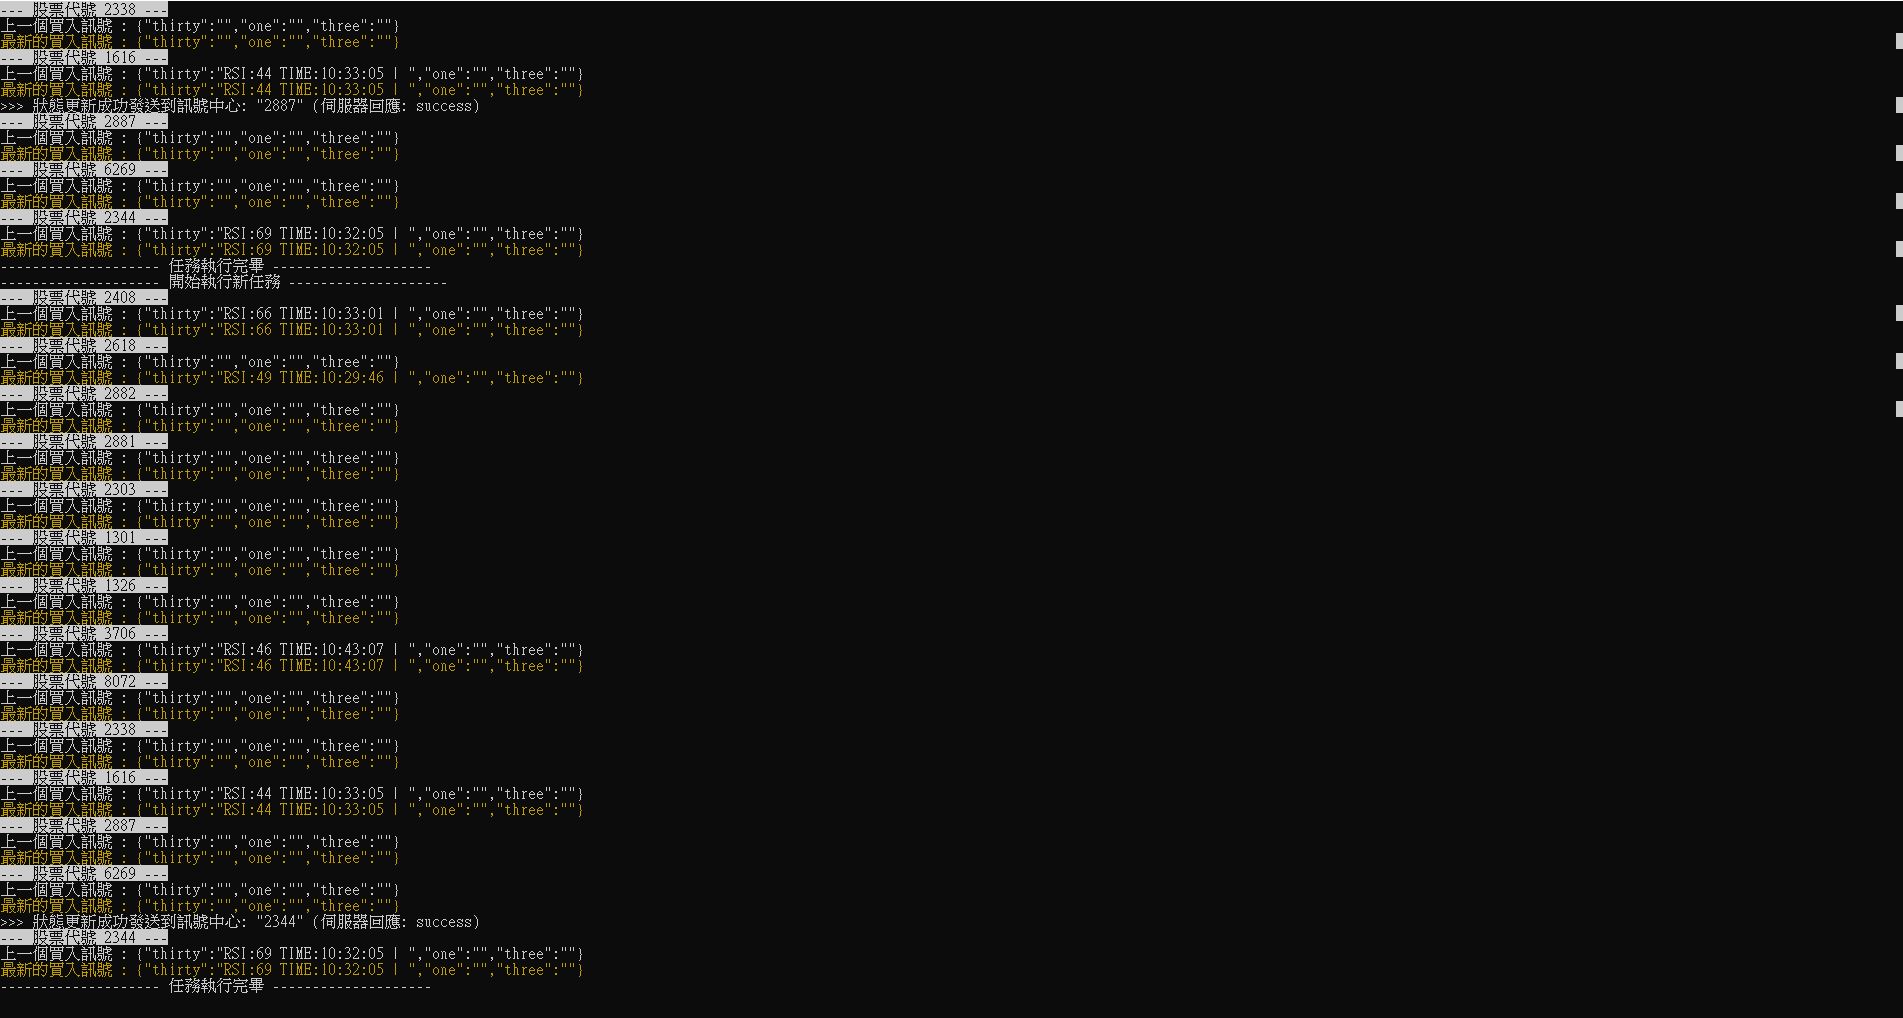 --- 股票代號 2338 ---
上一個買入訊號 : {"thirty":"","one":"","three":""}
最新的買入訊號 : {"thirty":"","one":"","three":""}
--- 股票代號 1616 ---
上一個買入訊號 : {"thirty":"RSI:44 TIME:10:33:05 | ","one":"","three":""}
最新的買入訊號 : {"thirty":"RSI:44 TIME:10:33:05 | ","one":"","three":""}
>>> 狀態更新成功發送到訊號中心: "2887" (伺服器回應: success)
--- 股票代號 2887 ---
上一個買入訊號 : {"thirty":"","one":"","three":""}
最新的買入訊號 : {"thirty":"","one":"","three":""}
--- 股票代號 6269 ---
上一個買入訊號 : {"thirty":"","one":"","three":""}
最新的買入訊號 : {"thirty":"","one":"","three":""}
--- 股票代號 2344 ---
上一個買入訊號 : {"thirty":"RSI:69 TIME:10:32:05 | ","one":"","three":""}
最新的買入訊號 : {"thirty":"RSI:69 TIME:10:32:05 | ","one":"","three":""}
-------------------- 任務執行完畢 --------------------
-------------------- 開始執行新任務 --------------------
--- 股票代號 2408 ---
上一個買入訊號 : {"thirty":"RSI:66 TIME:10:33:01 | ","one":"","three":""}
最新的買入訊號 : {"thirty":"RSI:66 TIME:10:33:01 | ","one":"","three":""}
--- 股票代號 2618 ---
上一個買入訊號 : {"thirty":"","one":"","three":""}
最新的買入訊號 : {"thirty":"RSI:49 TIME:10:29:46 | ","one":"","three":""}
--- 股票代號 2882 ---
上一個買入訊號 : {"thirty":"","one":"","three":""}
最新的買入訊號 : {"thirty":"","one":"","three":""}
--- 股票代號 2881 ---
上一個買入訊號 : {"thirty":"","one":"","three":""}
最新的買入訊號 : {"thirty":"","one":"","three":""}
--- 股票代號 2303 ---
上一個買入訊號 : {"thirty":"","one":"","three":""}
最新的買入訊號 : {"thirty":"","one":"","three":""}
--- 股票代號 1301 ---
上一個買入訊號 : {"thirty":"","one":"","three":""}
最新的買入訊號 : {"thirty":"","one":"","three":""}
--- 股票代號 1326 ---
上一個買入訊號 : {"thirty":"","one":"","three":""}
最新的買入訊號 : {"thirty":"","one":"","three":""}
--- 股票代號 3706 ---
上一個買入訊號 : {"thirty":"RSI:46 TIME:10:43:07 | ","one":"","three":""}
最新的買入訊號 : {"thirty":"RSI:46 TIME:10:43:07 | ","one":"","three":""}
--- 股票代號 8072 ---
上一個買入訊號 : {"thirty":"","one":"","three":""}
最新的買入訊號 : {"thirty":"","one":"","three":""}
--- 股票代號 2338 ---
上一個買入訊號 : {"thirty":"","one":"","three":""}
最新的買入訊號 : {"thirty":"","one":"","three":""}
--- 股票代號 1616 ---
上一個買入訊號 : {"thirty":"RSI:44 TIME:10:33:05 | ","one":"","three":""}
最新的買入訊號 : {"thirty":"RSI:44 TIME:10:33:05 | ","one":"","three":""}
--- 股票代號 2887 ---
上一個買入訊號 : {"thirty":"","one":"","three":""}
最新的買入訊號 : {"thirty":"","one":"","three":""}
--- 股票代號 6269 ---
上一個買入訊號 : {"thirty":"","one":"","three":""}
最新的買入訊號 : {"thirty":"","one":"","three":""}
>>> 狀態更新成功發送到訊號中心: "2344" (伺服器回應: success)
--- 股票代號 2344 ---
上一個買入訊號 : {"thirty":"RSI:69 TIME:10:32:05 | ","one":"","three":""}
最新的買入訊號 : {"thirty":"RSI:69 TIME:10:32:05 | ","one":"","three":""}
-------------------- 任務執行完畢 --------------------